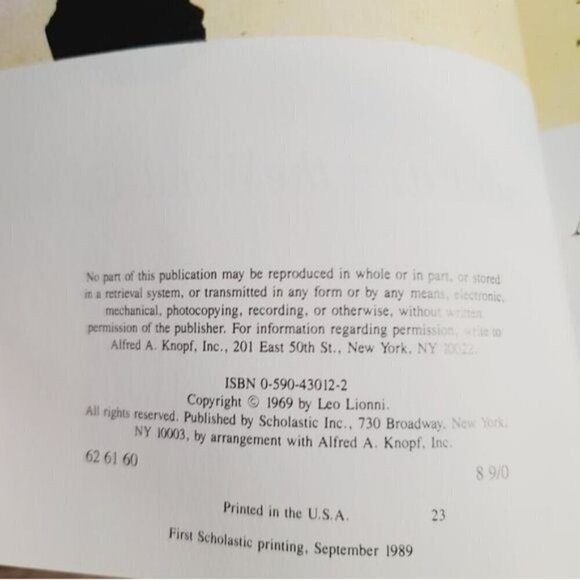 No part of this publication may be reproduced in whole or in part, or stored
in a retrieval system, or transmitted in any form or by any means, electronic,
mechanical, photocopying, recording, or otherwise, without written
permission of the publisher. For information regarding permission, write to
Alfred A. Knopf, Inc., 201 East 50th St., New York, NY 10022.
ISBN 0-590-43012-2
Copyright © 1969 by Leo Lionni.
All rights reserved. Published by Scholastic Inc., 730 Broadway, New York,
NY 10003, by arrangement with Alfred A. Knopf, Inc.
62 61 60
8 9/0
Printed in the U.S.A. 23
First Scholastic printing, September 1989